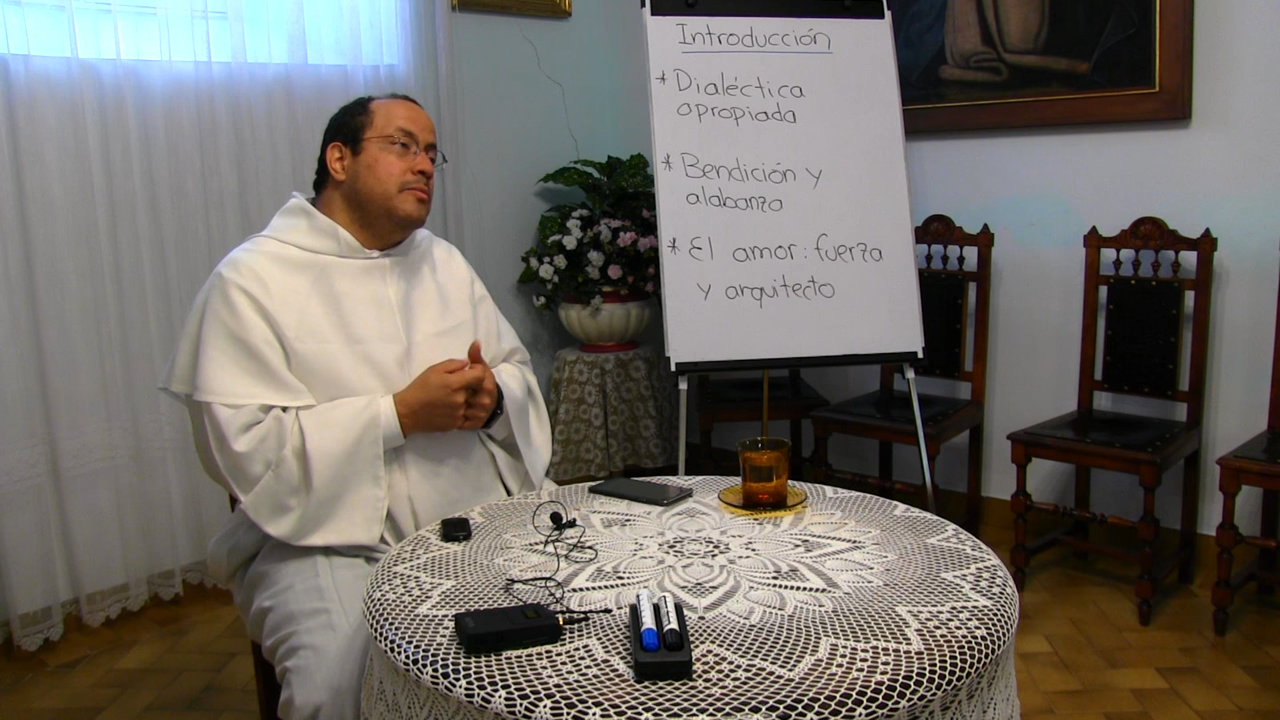 Introducción
* Dialéctica
apropiada
* Bendición y
alabanza
* El amor: fuerza
y arquitecto